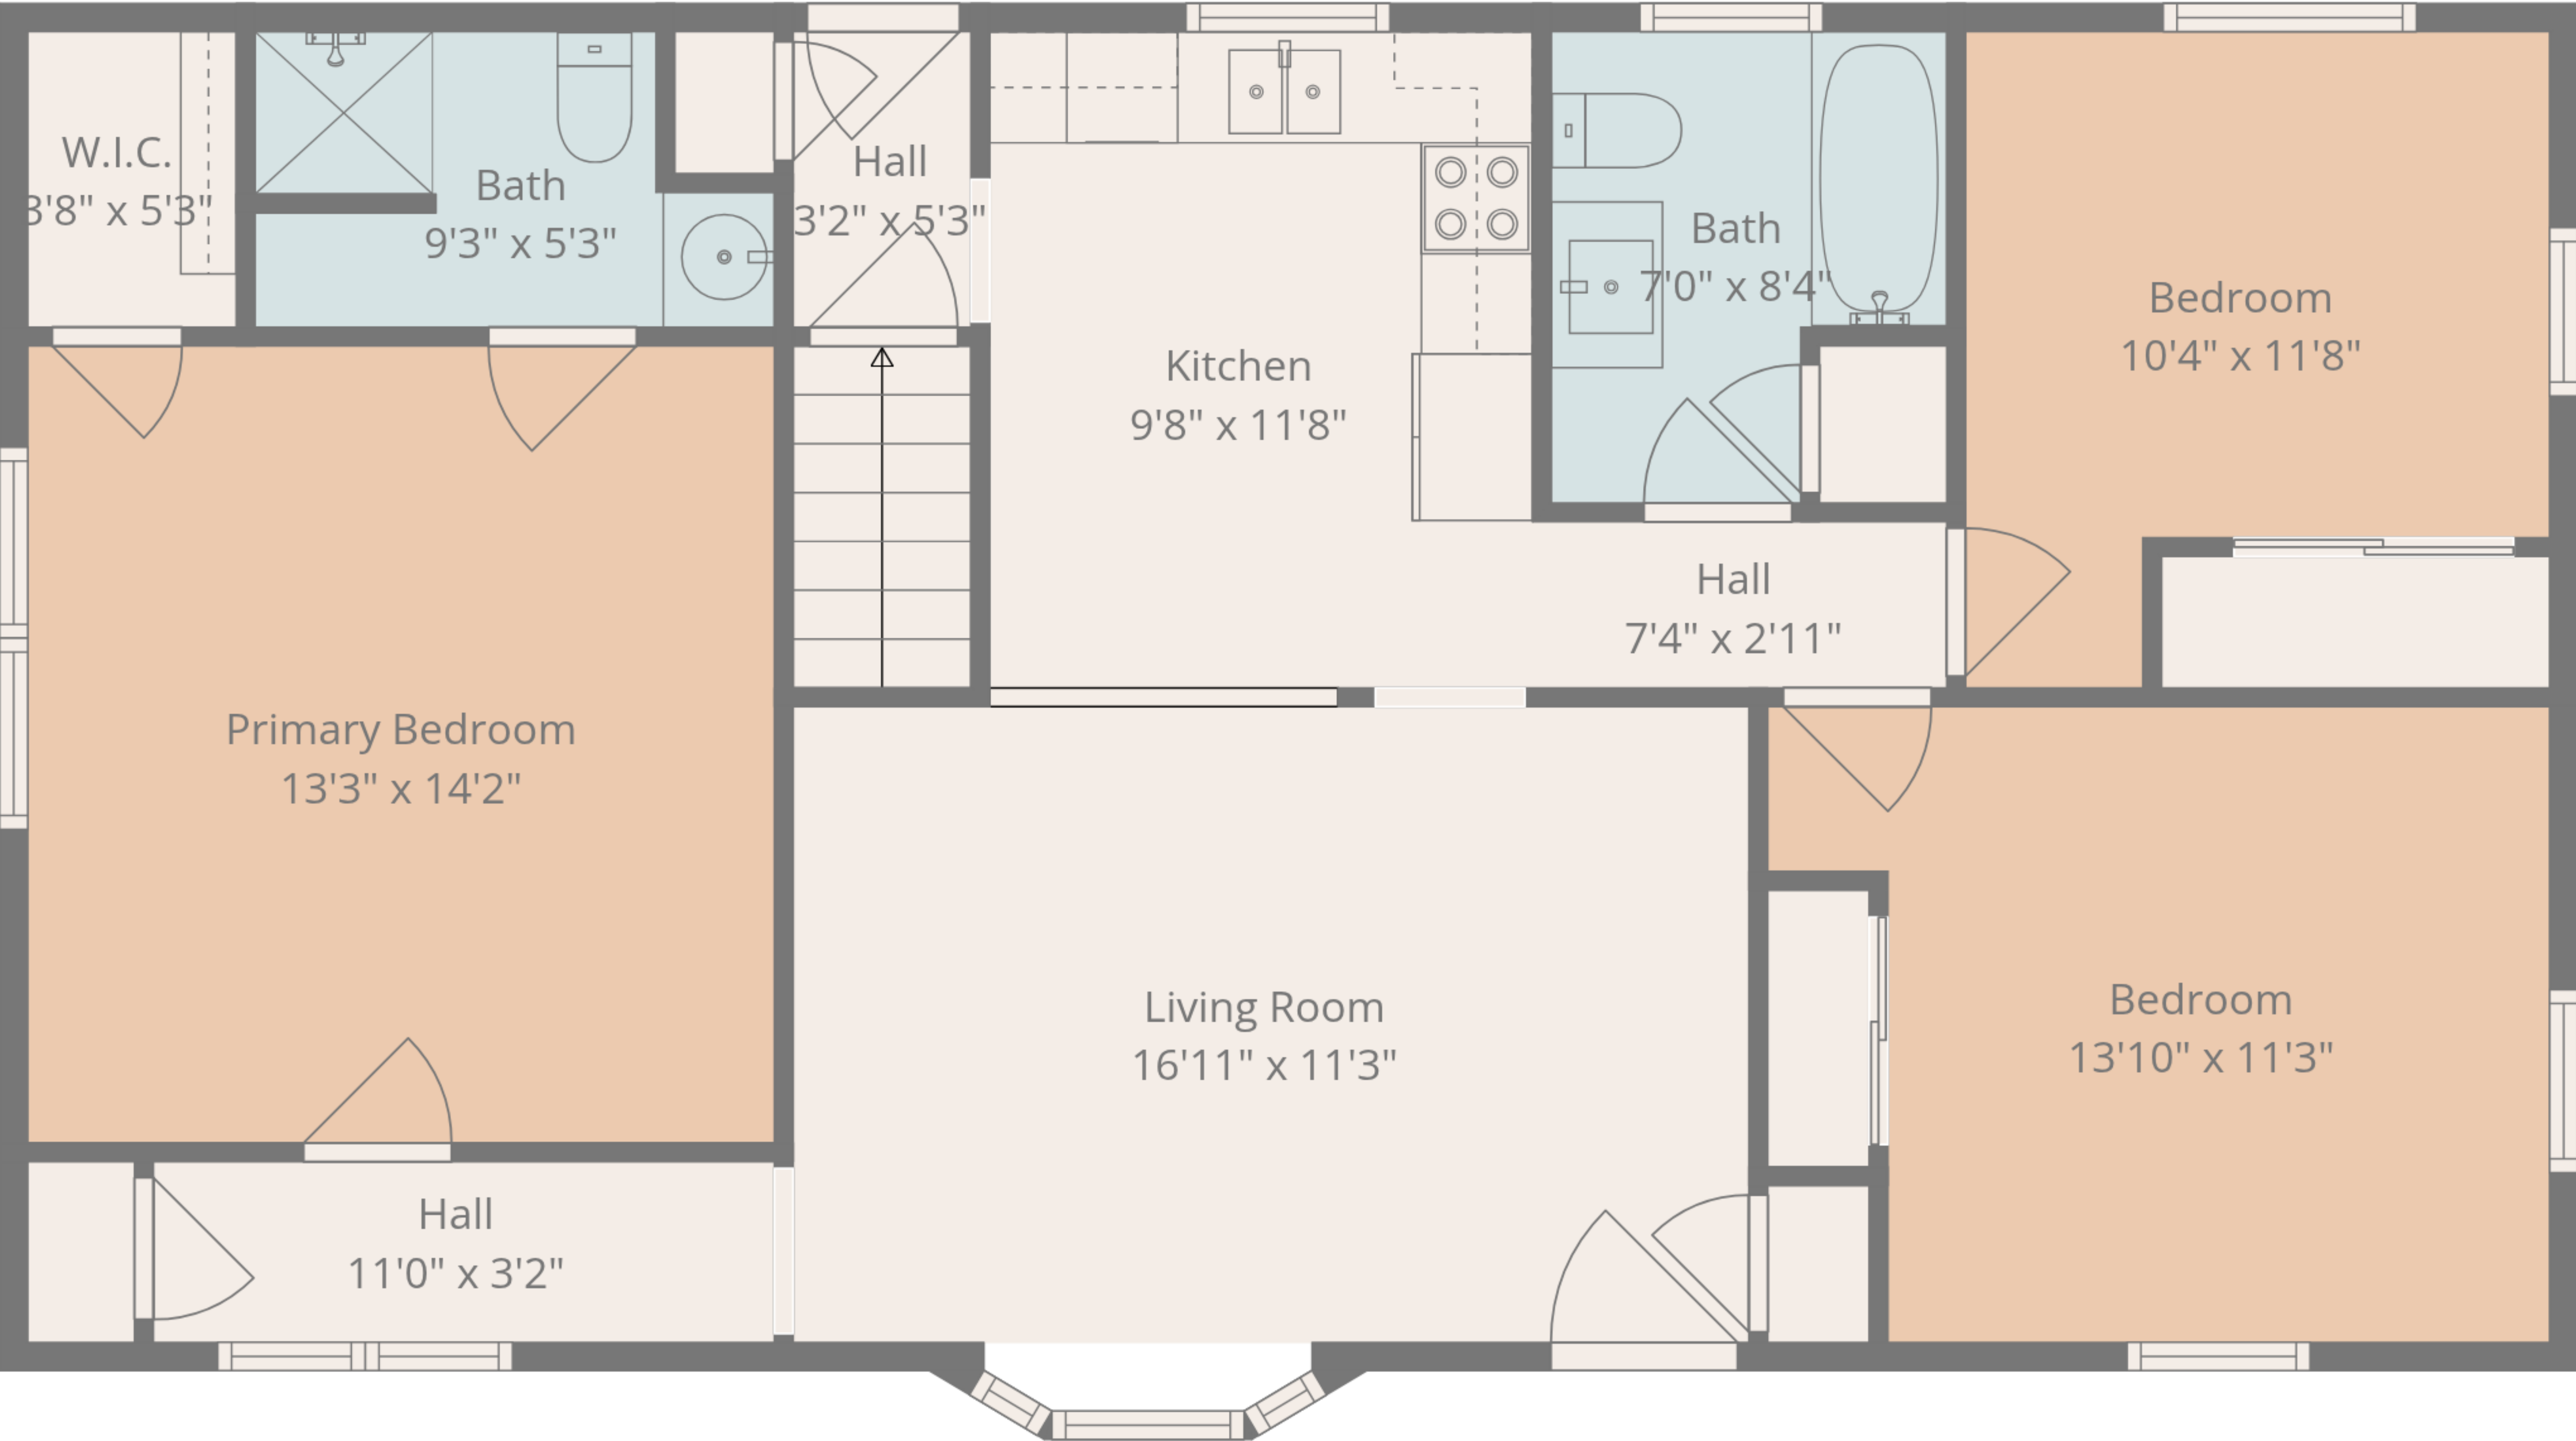 W.I.C.
3'8" x 5'3"
Bath
9'3" x 5'3"
Hall
3'2" x 5'3"
Kitchen
9'8" x 11'8"
Bath
7'0" x 8'4"
Bedroom
10'4" x 11'8"
Hall
7'4" x 2'11"
Primary Bedroom
13'3" x 14'2"
Living Room
16'11" x 11'3"
Bedroom
13'10" x 11'3"
Hall
11'0" x 3'2"